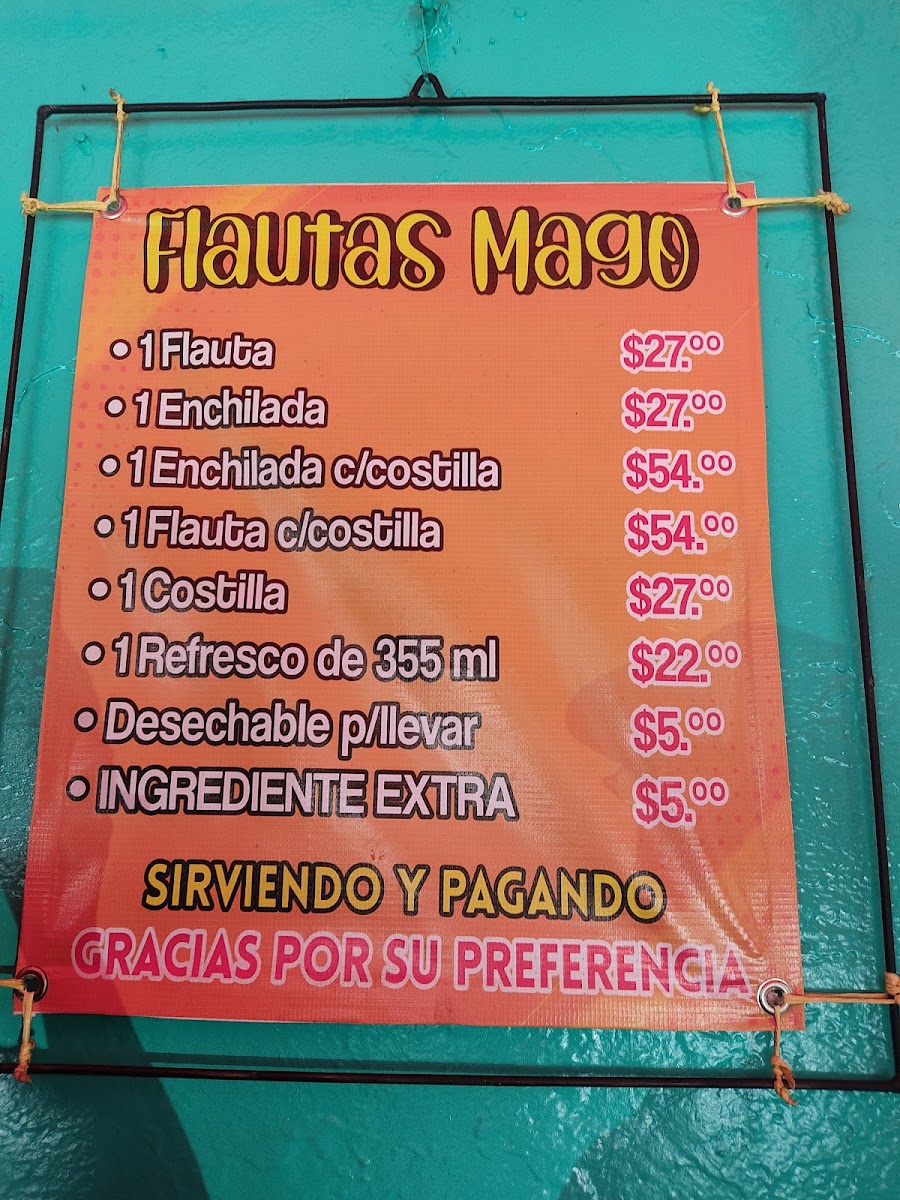 Flautas Mago
• 1 Flauta $27.00
• 1 Enchilada $27.00
• 1 Enchilada c/costilla $54.00
• 1 Flauta c/costilla $54.00
• 1 Costilla $27.00
• 1 Refresco de 355 ml $22.00
• Desechable p/llevar $5.00
• INGREDIENTE EXTRA $5.00
SIRVIENDO Y PAGANDO
GRACIAS POR SU PREFERENCIA